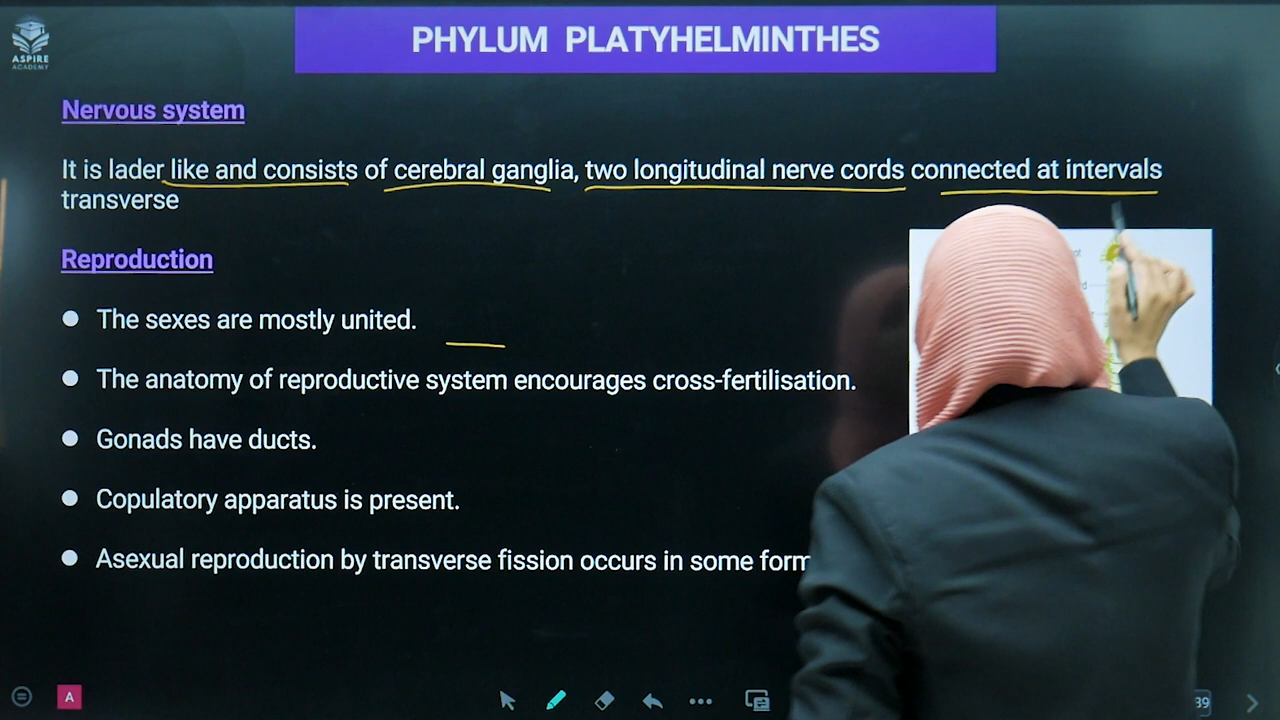 ASPIRE
ACADEMY
PHYLUM PLATYHELMINTHES
Nervous system
It is lader like and consists of cerebral ganglia, two longitudinal nerve cords connected at intervals
transverse
Reproduction
The sexes are mostly united.
The anatomy of reproductive system encourages cross-fertilisation.
Gonads have ducts.
Copulatory apparatus is present.
Asexual reproduction by transverse fission occurs in some form
A
39